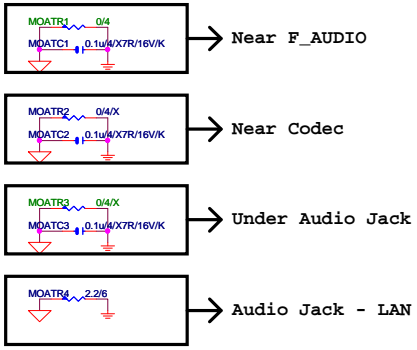 MOATR1 0/4
MOATC1 0.1u/4/X7R/16V/K
Near F_AUDIO
MOATR2 0/4/X
MOATC2 0.1u/4/X7R/16V/K
Near Codec
MOATR3 0/4/X
MOATC3 0.1u/4/X7R/16V/K
Under Audio Jack
MOATR4 2.2/6
Audio Jack - LAN